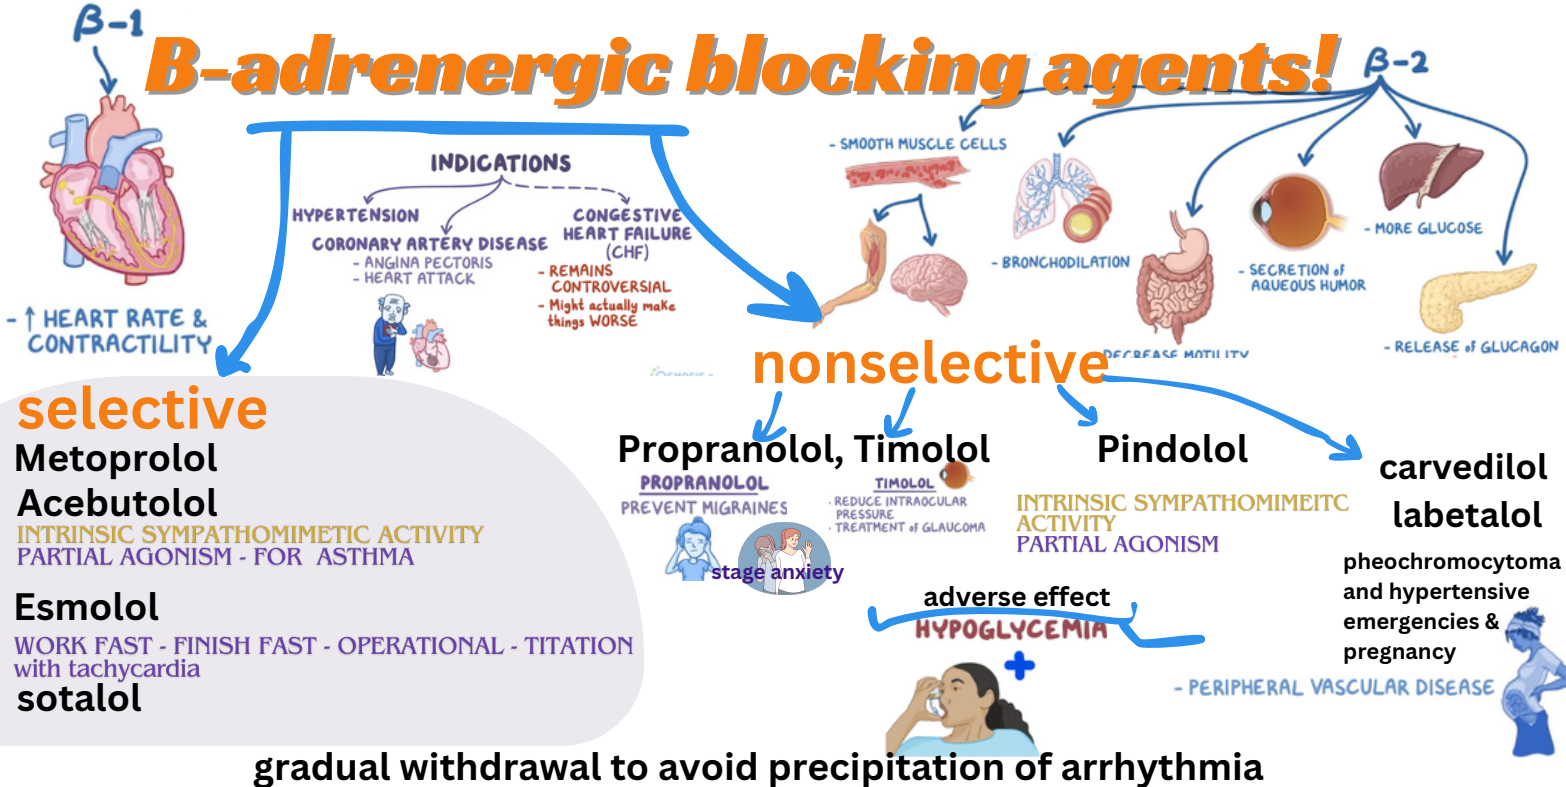 β-1
B-adrenergic blocking agents!
β-2
- ↑ HEART RATE &
CONTRACTILITY
INDICATIONS
HYPERTENSION
CORONARY ARTERY DISEASE
- ANGINA PECTORIS
- HEART ATTACK
CONGESTIVE
HEART FAILURE
(CHF)
- REMAINS
CONTROVERSIAL
- Might actually make
things WORSE
- SMOOTH MUSCLE CELLS
- BRONCHODILATION
DECREASE MOTILITY
- SECRETION of
AQUEOUS HUMOR
- MORE GLUCOSE
- RELEASE of GLUCAGON
selective
Metoprolol
Acebutolol
INTRINSIC SYMPATHOMIMETIC ACTIVITY
PARTIAL AGONISM - FOR ASTHMA
Esmolol
WORK FAST - FINISH FAST - OPERATIONAL - TITATION
with tachycardia
sotalol
nonselective
Propranolol, Timolol
PROPRANOLOL
PREVENT MIGRAINES
stage anxiety
TIMOLOL
- REDUCE INTRAOCULAR
PRESSURE
- TREATMENT of GLAUCOMA
Pindolol
INTRINSIC SYMPATHOMIMEITC
ACTIVITY
PARTIAL AGONISM
carvedilol
labetalol
pheochromocytoma
and hypertensive
emergencies &
pregnancy
adverse effect
HYPOGLYCEMIA
- PERIPHERAL VASCULAR DISEASE
gradual withdrawal to avoid precipitation of arrhythmia